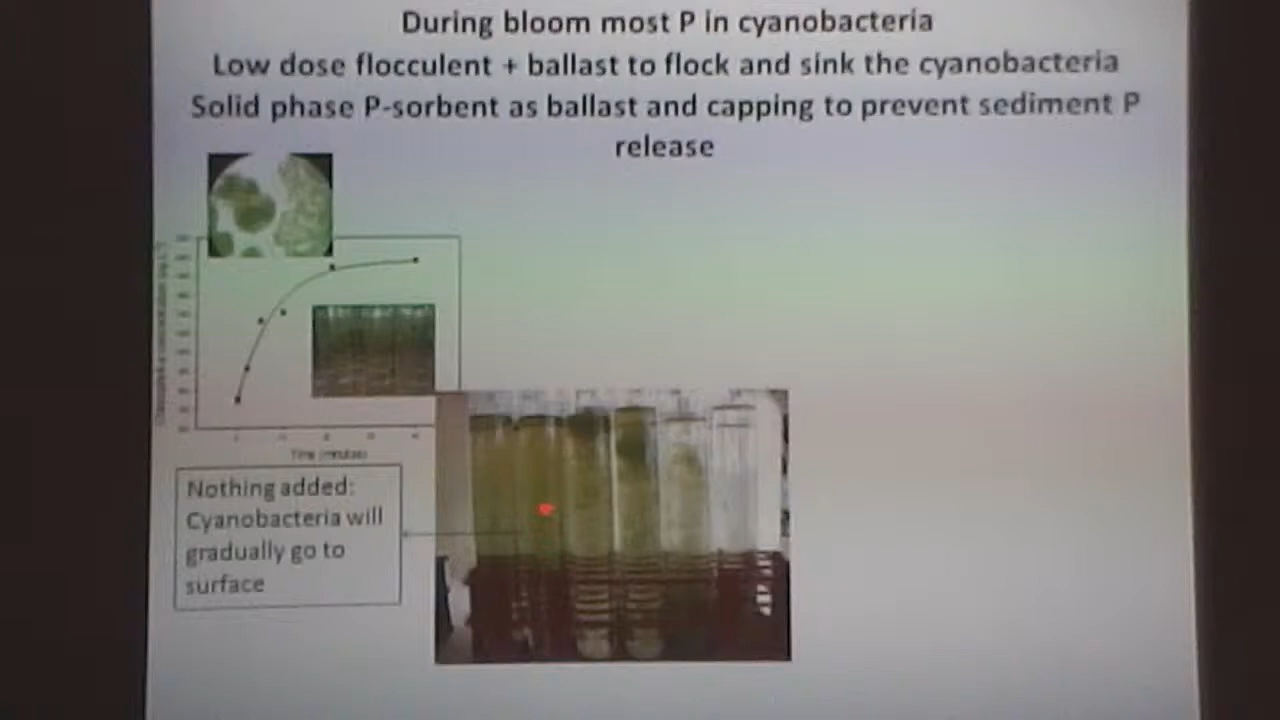 During bloom most P in cyanobacteria
Low dose flocculent + ballast to flock and sink the cyanobacteria
Solid phase P-sorbent as ballast and capping to prevent sediment P
release
Time (minutes)
Nothing added:
Cyanobacteria will
gradually go to
surface